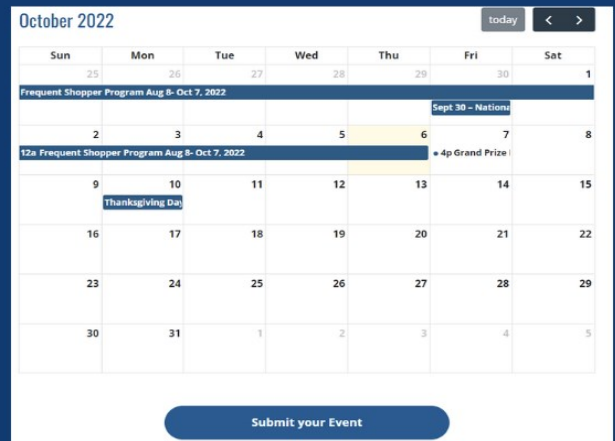 October 2022
today
Sun Mon Tue Wed Thu Fri Sat
25 26 27 28 29 30 1
Frequent Shopper Program Aug 8- Oct 7, 2022
Sept 30 – Nationa
2 3 4 5 6 7 8
12a Frequent Shopper Program Aug 8- Oct 7, 2022
4p Grand Prize
9 10 11 12 13 14 15
Thanksgiving Day
16 17 18 19 20 21 22
23 24 25 26 27 28 29
30 31 1 2 3 4 5
Submit your Event